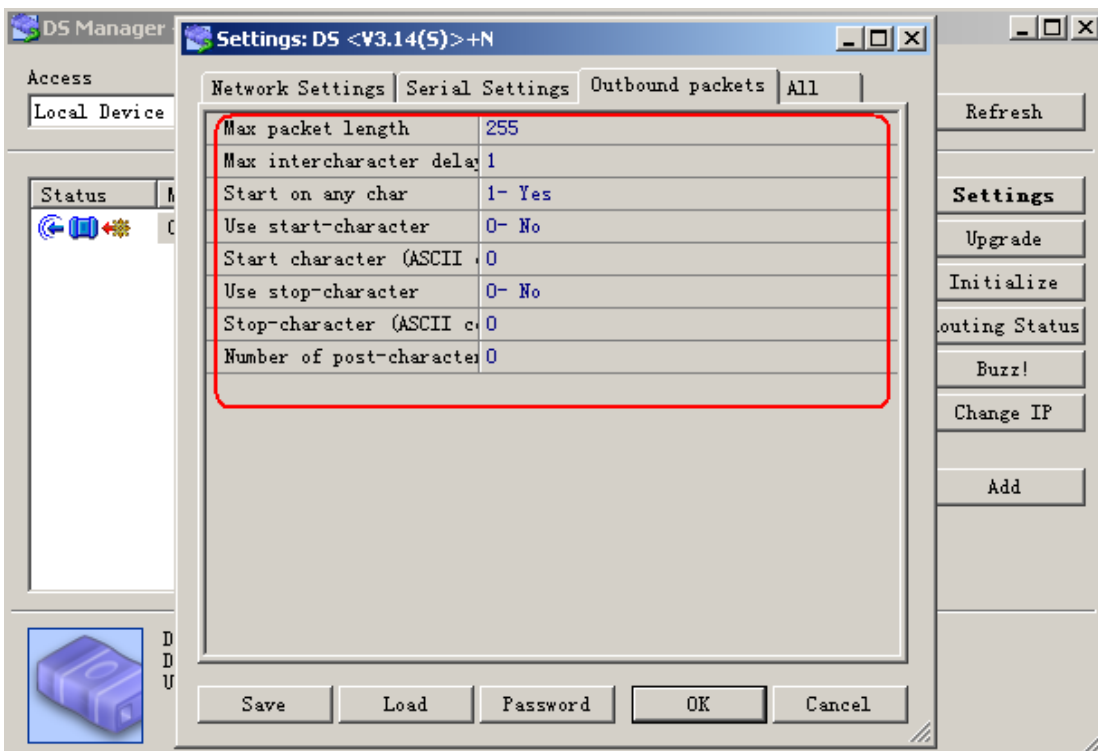 DS Manager
Settings: DS <V3.14(S)>+N
Access
Local Device
Refresh
Network Settings
Serial Settings
Outbound packets
All
Max packet length 255
Max intercharacter delay 1
Start on any char 1- Yes
Use start-character 0- No
Start character (ASCII 0
Use stop-character 0- No
Stop-character (ASCII c 0
Number of post-character 0
Status
Settings
Upgrade
Initialize
outing Status
Buzz!
Change IP
Add
D
D
U
Save
Load
Password
OK
Cancel